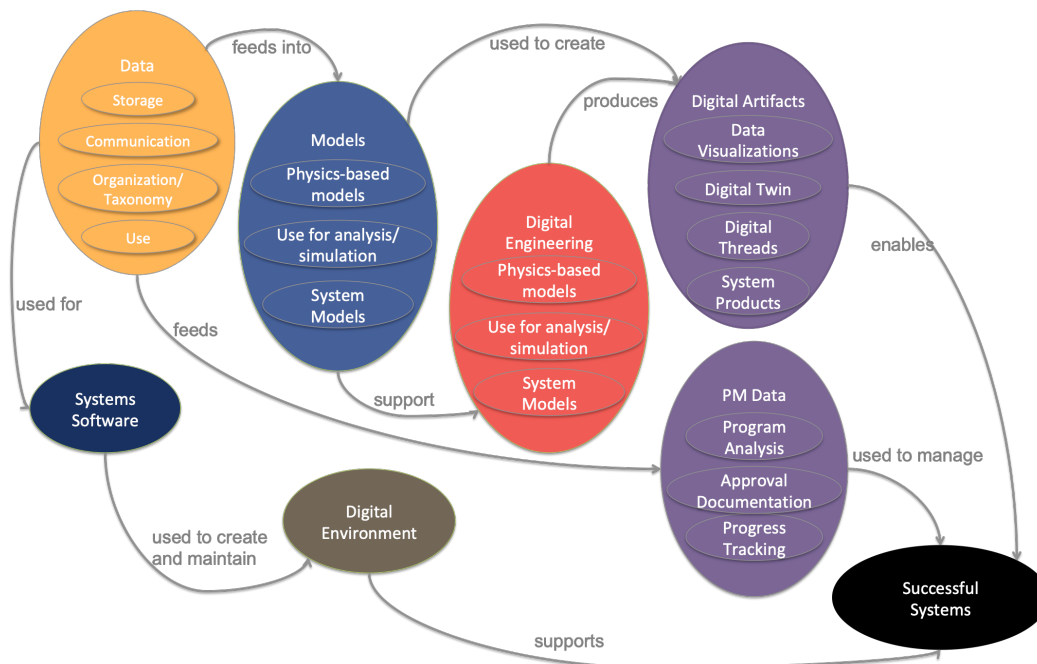 Data
Storage
Communication
Organization/
Taxonomy
Use
feeds into
Models
Physics-based
models
Use for analysis/
simulation
System
Models
used to create
produces
Digital
Engineering
Physics-based
models
Use for analysis/
simulation
System
Models
Digital Artifacts
Data
Visualizations
Digital Twin
Digital
Threads
System
Products
enables
used for
feeds
support
Systems
Software
PM Data
Program
Analysis
Approval
Documentation
Progress
Tracking
used to manage
Digital
Environment
used to create
and maintain
Successful
Systems
supports